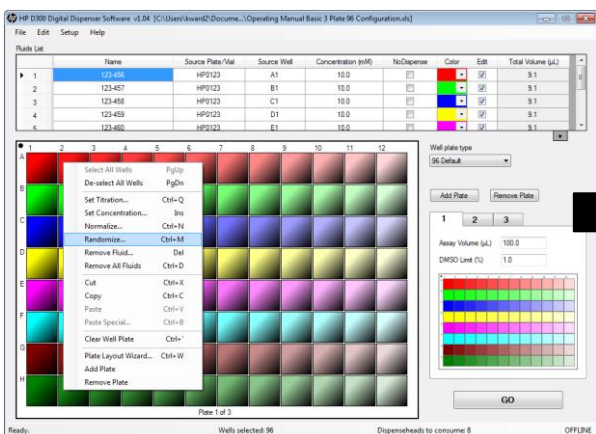 HP D300 Digital Dispenser Software v1.04 [C:\Users\kward2\Docume...\Operating Manual Basic 3 Plate 96 Configuration.xls]
File Edit Setup Help
Fluids List
Name Source Plate/Vial Source Well Concentration (mM) NoDispense Color Edit Total Volume (µL)
1 123-456 HP0123 A1 10.0 9.1
2 123-457 HP0123 B1 10.0 9.1
3 123-458 HP0123 C1 10.0 9.1
4 123-459 HP0123 D1 10.0 9.1
5 123-460 HP0123 E1 10.0 9.1
1 2 3 4 5 6 7 8 9 10 11 12
A
B
C
D
E
F
G
H
Select All Wells PgUp
De-select All Wells PgDn
Set Titration... Ctrl+Q
Set Concentration... Ins
Normalize... Ctrl+N
Randomize... Ctrl+M
Remove Fluid... Del
Remove All Fluids Ctrl+D
Cut Ctrl+X
Copy Ctrl+C
Paste Ctrl+V
Paste Special... Ctrl+B
Clear Well Plate Ctrl+`
Plate Layout Wizard... Ctrl+W
Add Plate
Remove Plate
Plate 1 of 3
Well plate type
96 Default
Add Plate Remove Plate
1 2 3
Assay Volume (µL) 100.0
DMSO Limit (%) 1.0
GO
Ready. Wells selected: 96 Dispenseheads to consume: 8 OFFLINE